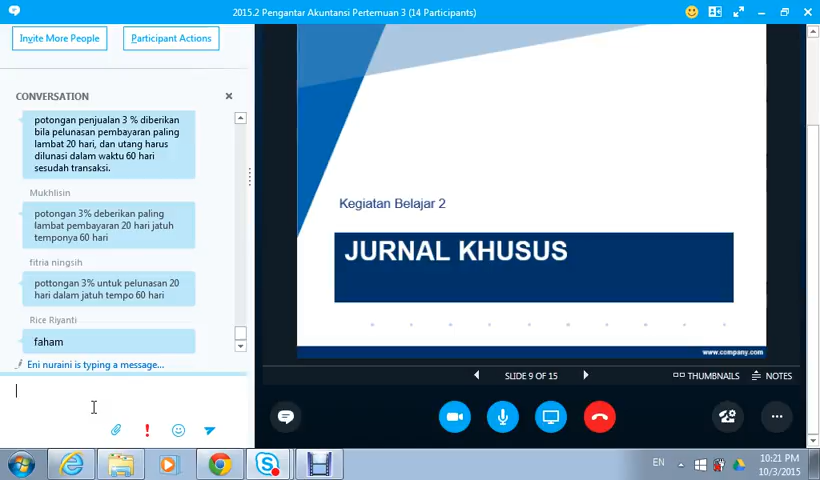 2015.2 Pengantar Akuntansi Pertemuan 3 (14 Participants)
Invite More People
Participant Actions
CONVERSATION
potongan penjualan 3 % diberikan
bila pelunasan pembayaran paling
lambat 20 hari, dan utang harus
dilunasi dalam waktu 60 hari
sesudah transaksi.
Mukhlisin
potongan 3% deberikan paling
lambat pembayaran 20 hari jatuh
temponya 60 hari
fitria ningsih
pottongan 3% untuk pelunasan 20
hari dalam jatuh tempo 60 hari
Rice Riyanti
faham
Eni nuraini is typing a message...
Kegiatan Belajar 2
JURNAL KHUSUS
www.company.com
SLIDE 9 OF 15
THUMBNAILS
NOTES
EN
10:21 PM
10/3/2015